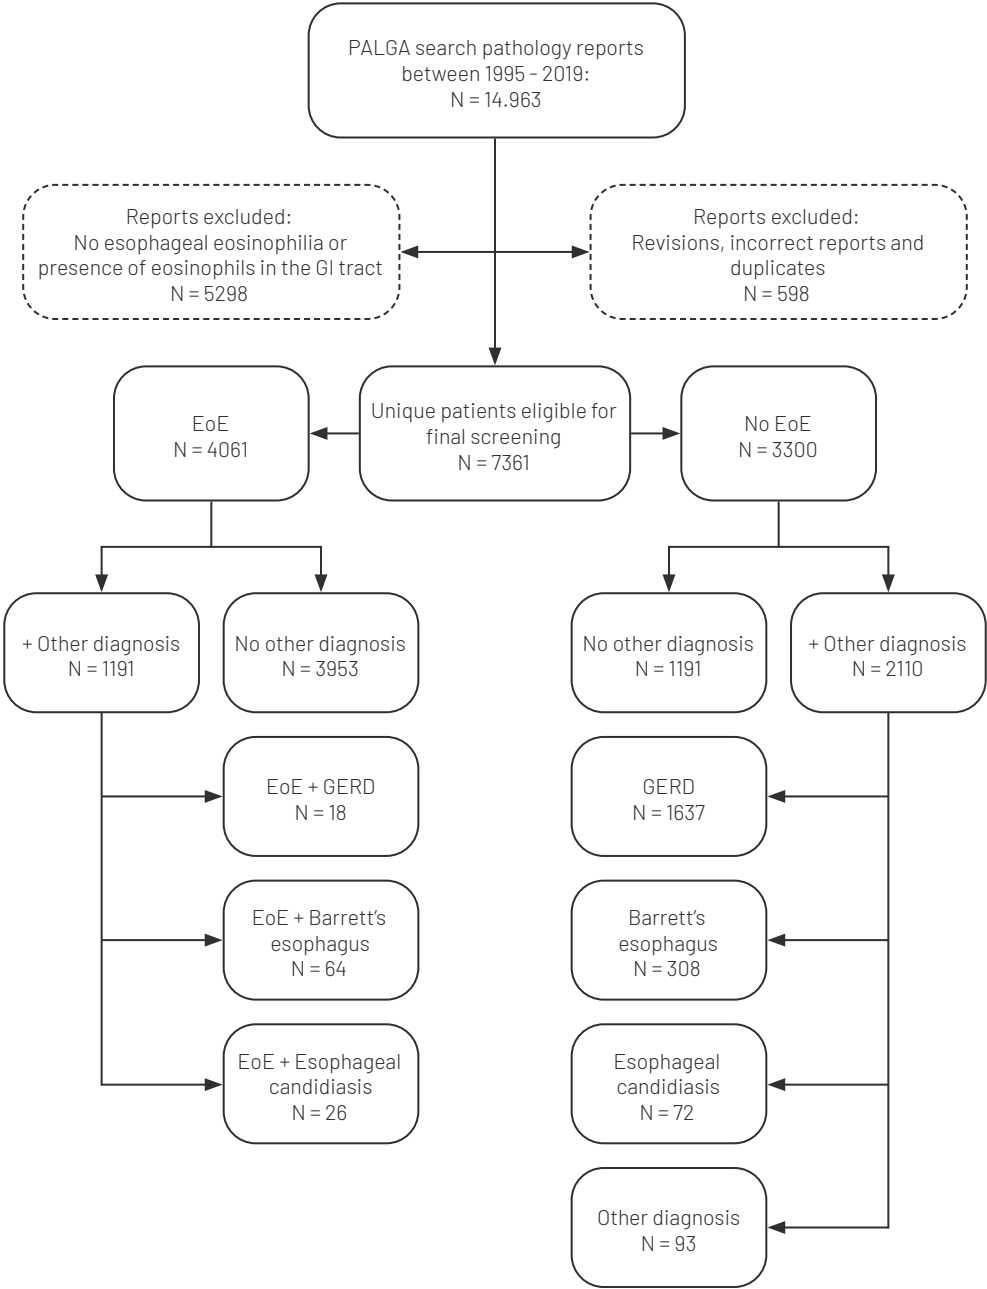 PALGA search pathology reports
between 1995 - 2019:
N = 14.963
Reports excluded:
No esophageal eosinophilia or
presence of eosinophils in the GI tract
N = 5298
Reports excluded:
Revisions, incorrect reports and
duplicates
N = 598
EoE
N = 4061
Unique patients eligible for
final screening
N = 7361
No EoE
N = 3300
+ Other diagnosis
N = 1191
No other diagnosis
N = 3953
No other diagnosis
N = 1191
+ Other diagnosis
N = 2110
EoE + GERD
N = 18
GERD
N = 1637
EoE + Barrett's
esophagus
N = 64
Barrett's
esophagus
N = 308
EoE + Esophageal
candidiasis
N = 26
Esophageal
candidiasis
N = 72
Other diagnosis
N = 93